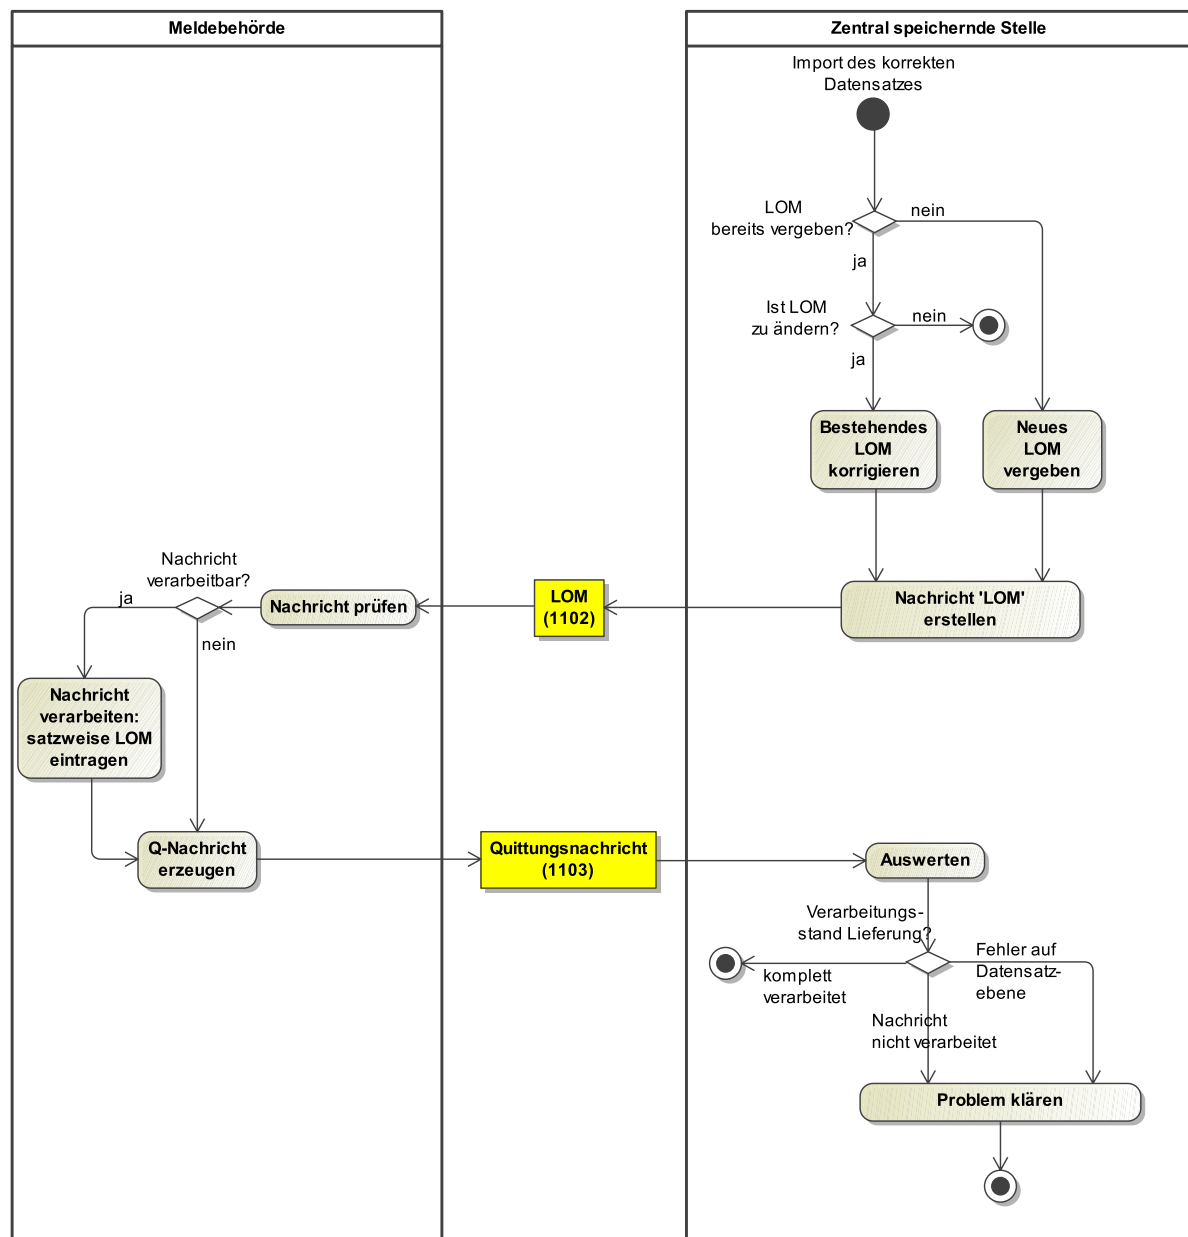 Meldebehörde
Zentral speichernde Stelle
Import des korrekten
Datensatzes
LOM
bereits vergeben?
nein
ja
Ist LOM
zu ändern?
nein
ja
Bestehendes
LOM
korrigieren
Neues
LOM
vergeben
Nachricht 'LOM'
erstellen
LOM
(1102)
Nachricht prüfen
Nachricht
verarbeitbar?
ja
nein
Nachricht
verarbeiten:
satzweise LOM
eintragen
Q-Nachricht
erzeugen
Quittungsnachricht
(1103)
Auswerten
Verarbeitungs-
stand Lieferung?
komplett
verarbeitet
Fehler auf
Datensatz-
ebene
Nachricht
nicht verarbeitet
Problem klären